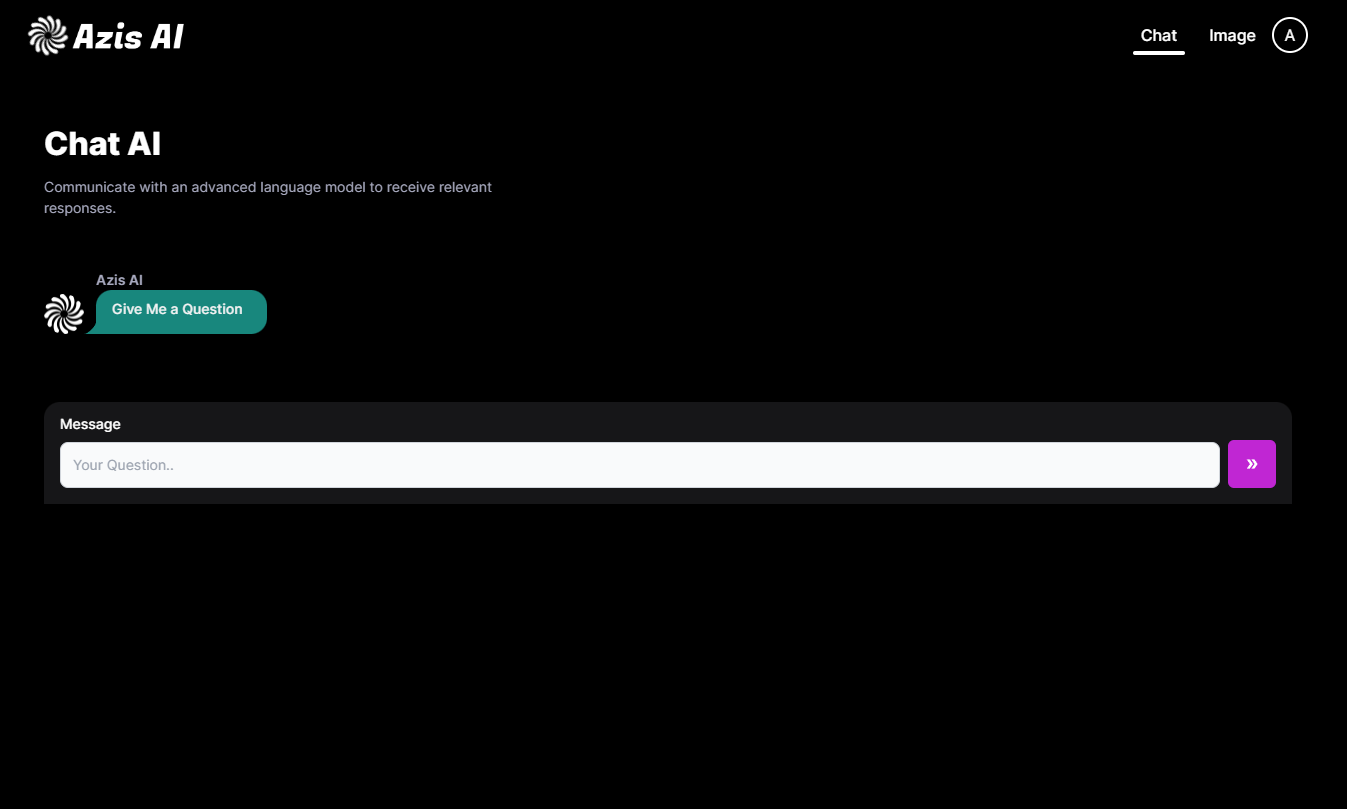 Azis AI
Chat
Image
A
Chat AI
Communicate with an advanced language model to receive relevant
responses.
Azis AI
Give Me a Question
Message
Your Question..
»